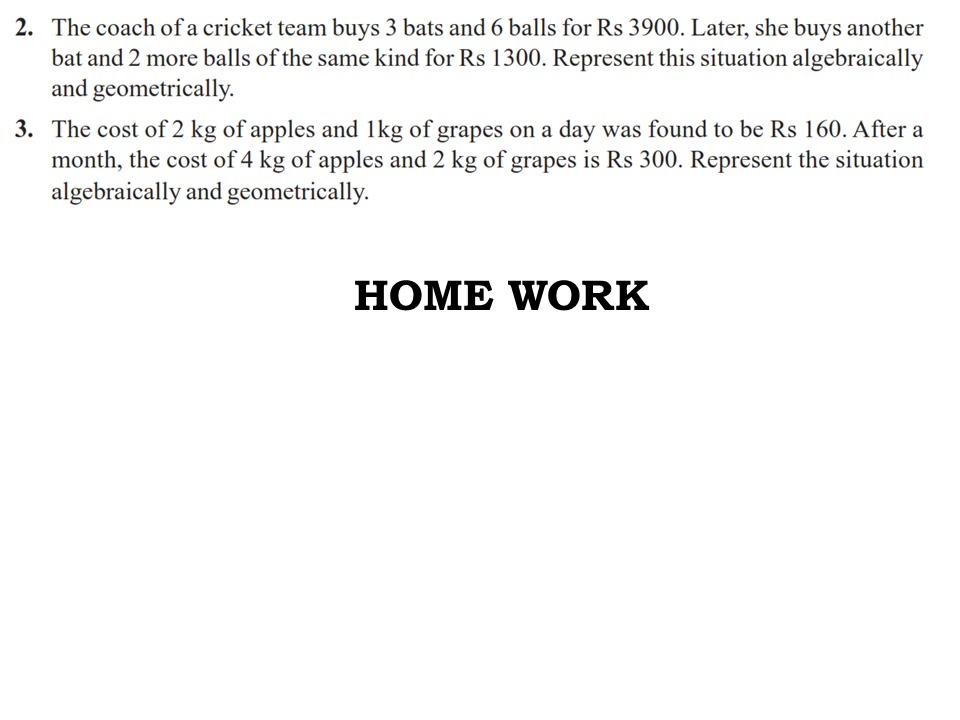 2. The coach of a cricket team buys 3 bats and 6 balls for Rs 3900. Later, she buys another
bat and 2 more balls of the same kind for Rs 1300. Represent this situation algebraically
and geometrically.
3. The cost of 2 kg of apples and 1kg of grapes on a day was found to be Rs 160. After a
month, the cost of 4 kg of apples and 2 kg of grapes is Rs 300. Represent the situation
algebraically and geometrically.
HOME WORK